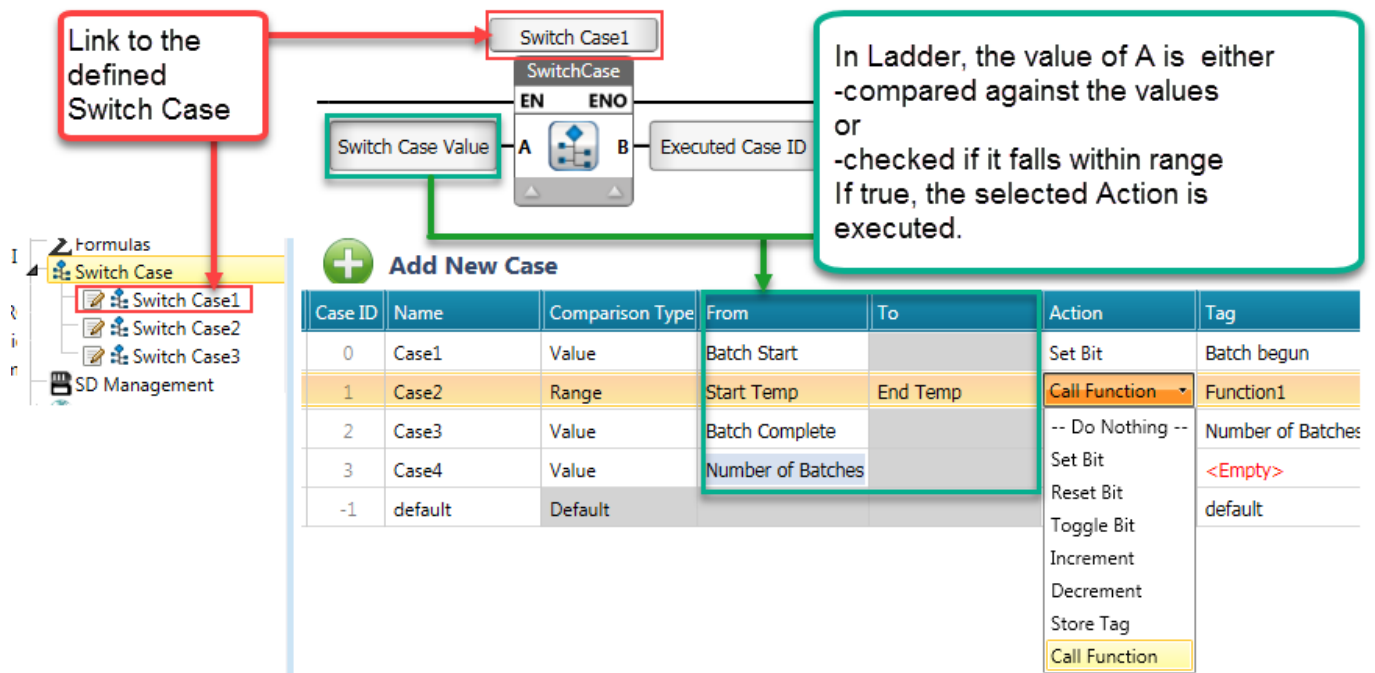 Link to the
defined
Switch Case
Switch Case1
SwitchCase
EN ENO
Switch Case Value A B Executed Case ID
In Ladder, the value of A is either
-compared against the values
or
-checked if it falls within range
If true, the selected Action is
executed.
Formulas
Switch Case
Switch Case1
Switch Case2
Switch Case3
SD Management
Add New Case
Case ID Name Comparison Type From To Action Tag
0 Case1 Value Batch Start Set Bit Batch begun
1 Case2 Range Start Temp End Temp Call Function Function1
2 Case3 Value Batch Complete Number of Batches
3 Case4 Value Number of Batches <Empty>
-1 default Default default
-- Do Nothing --
Set Bit
Reset Bit
Toggle Bit
Increment
Decrement
Store Tag
Call Function